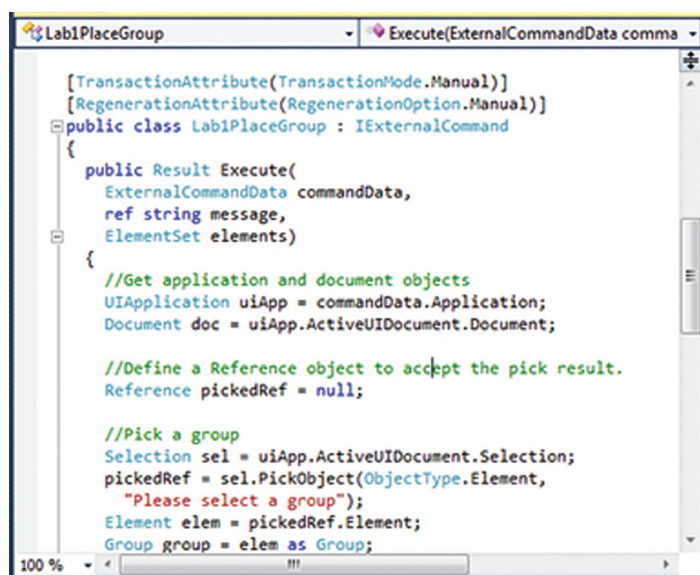 Lab1PlaceGroup
Execute(ExternalCommandData comma
[TransactionAttribute(TransactionMode.Manual)]
[RegenerationAttribute(RegenerationOption.Manual)]
public class Lab1PlaceGroup : IExternalCommand
{
public Result Execute(
ExternalCommandData commandData,
ref string message,
ElementSet elements)
{
//Get application and document objects
UIApplication uiApp = commandData.Application;
Document doc = uiApp.ActiveUIDocument.Document;
//Define a Reference object to accept the pick result.
Reference pickedRef = null;
//Pick a group
Selection sel = uiApp.ActiveUIDocument.Selection;
pickedRef = sel.PickObject(ObjectType.Element,
"Please select a group");
Element elem = pickedRef.Element;
Group group = elem as Group;
100 %